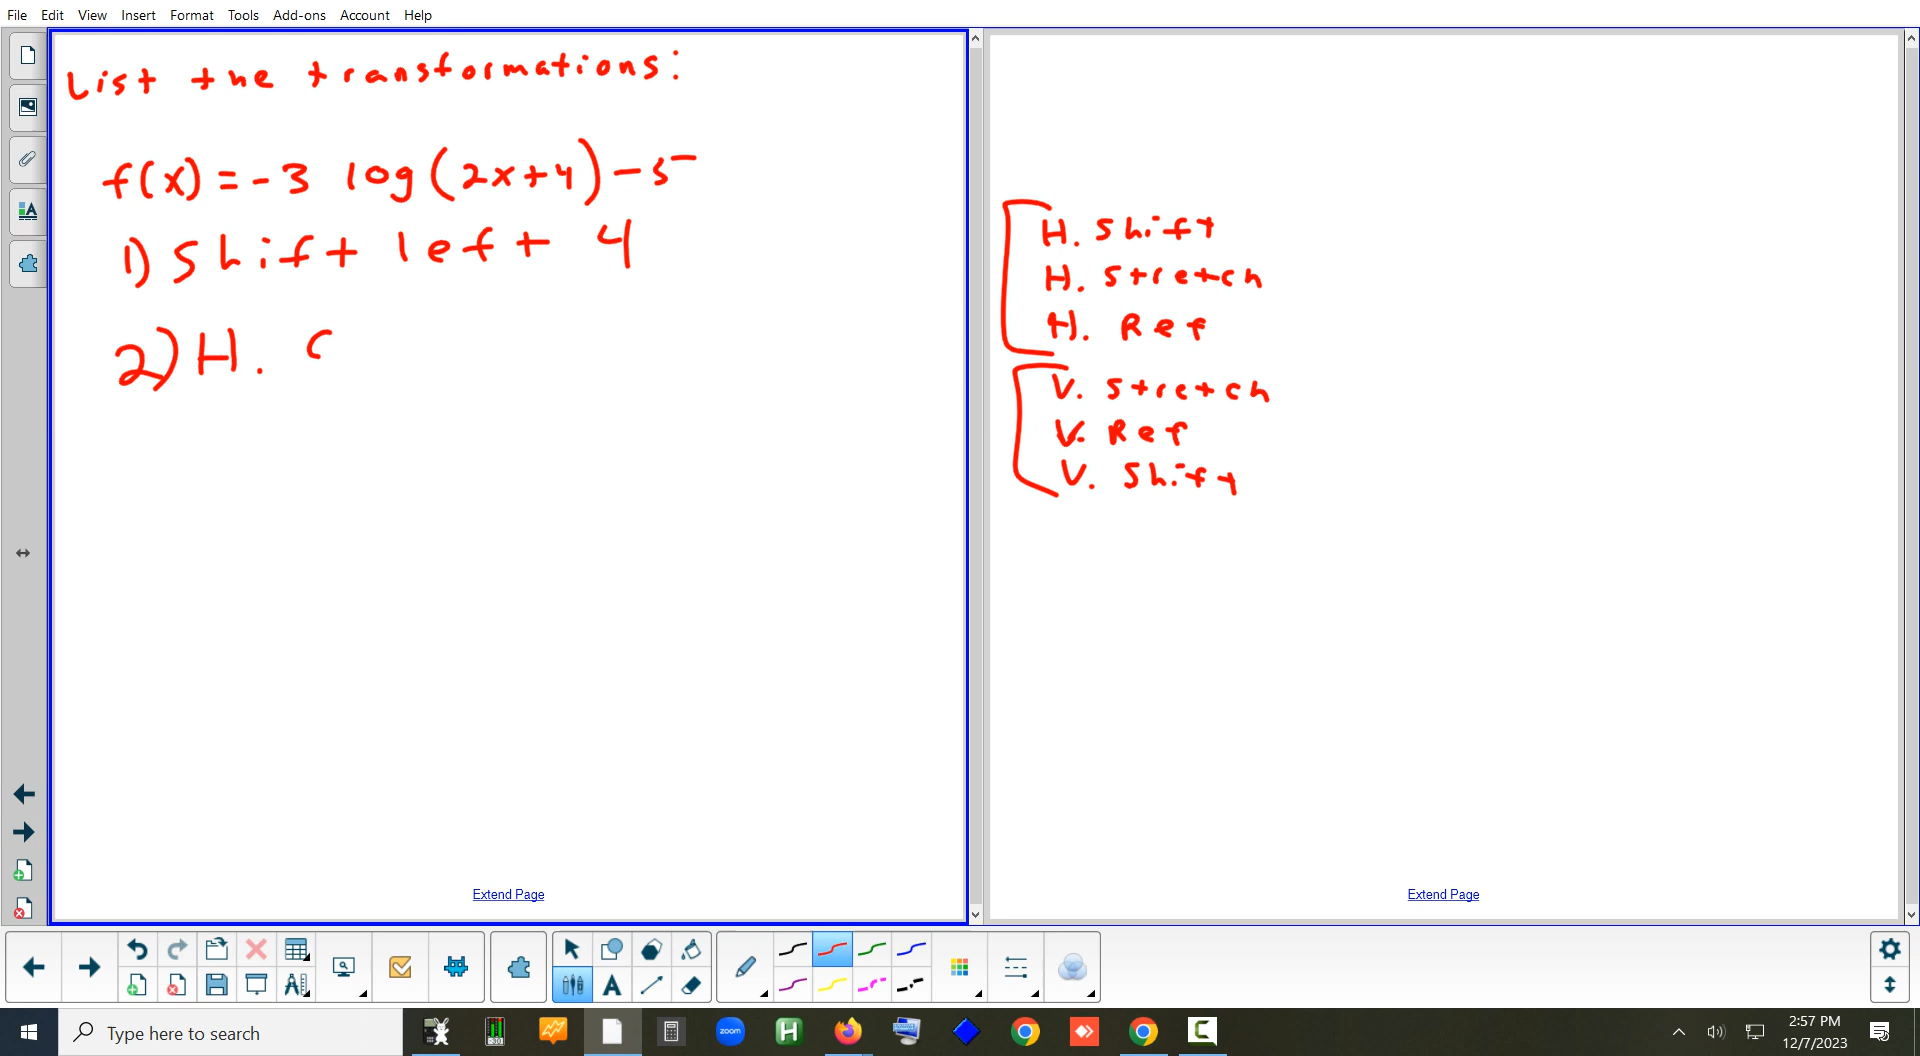 File Edit View Insert Format Tools Add-ons Account Help
List the transformations:
f(x) = -3 log(2x+4) - 5
1) Shift left 4
2) H.
Extend Page
H. Shift
H. Stretch
H. Ref
V. Stretch
V. Ref
V. Shift
Extend Page
Type here to search
zoom
2:57 PM
12/7/2023